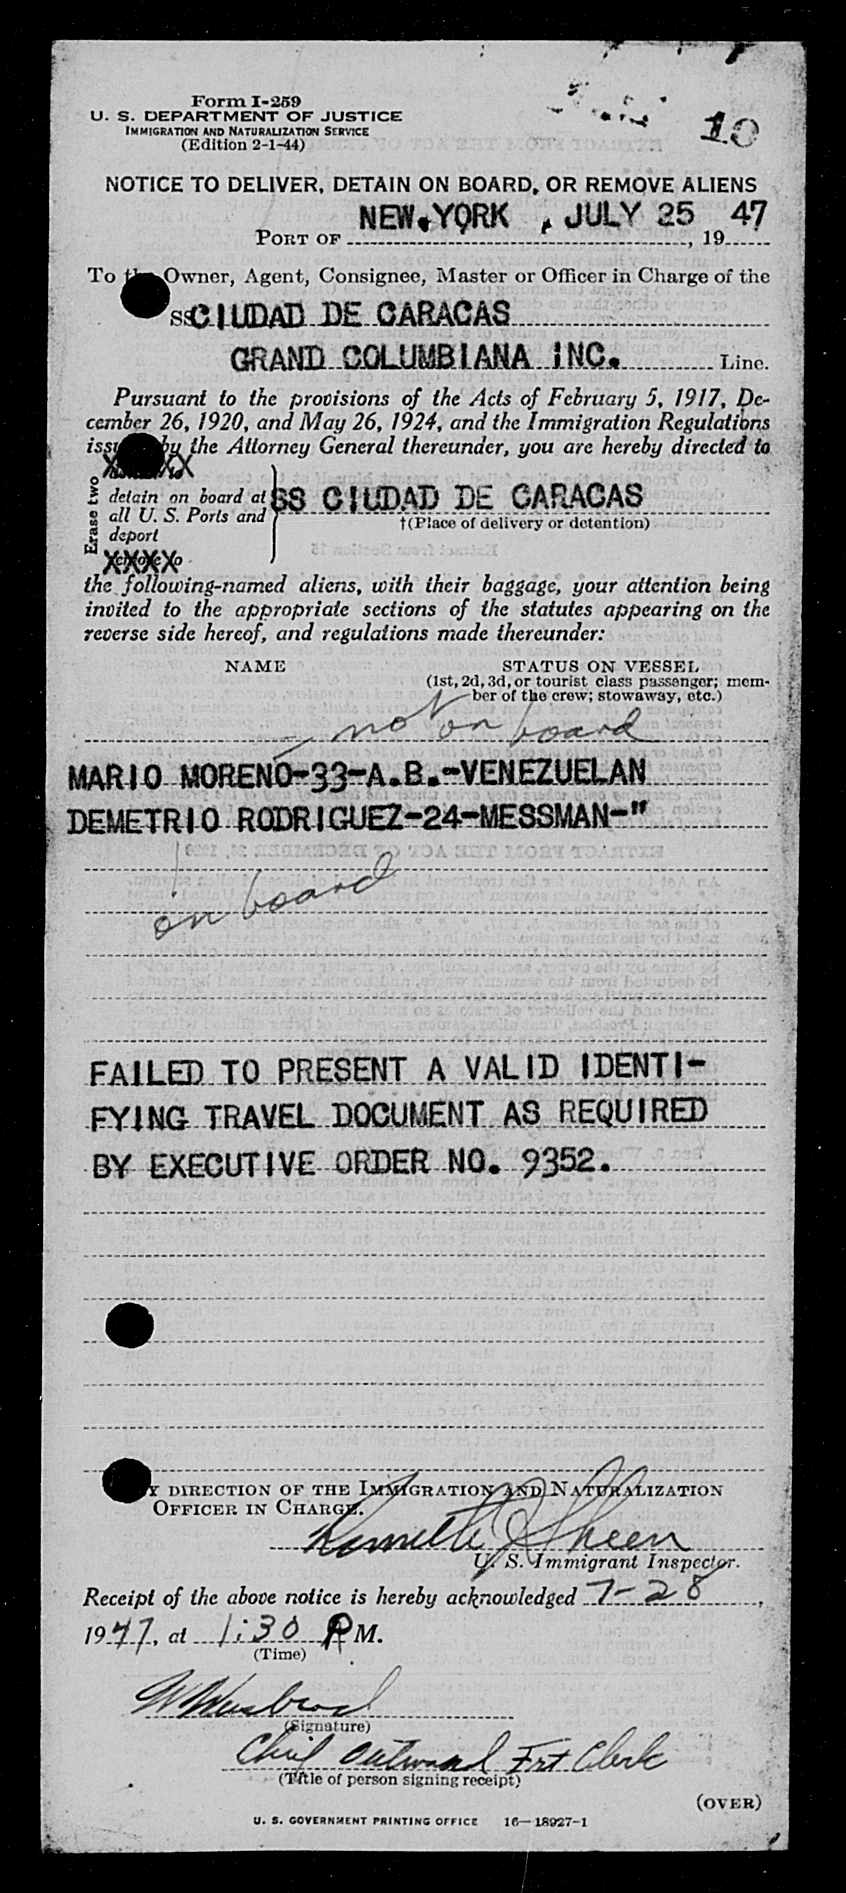 Form I-259
U. S. DEPARTMENT OF JUSTICE
IMMIGRATION AND NATURALIZATION SERVICE
(Edition 2-1-44)
10
NOTICE TO DELIVER, DETAIN ON BOARD, OR REMOVE ALIENS
PORT OF NEW YORK, JULY 25, 1947
To the Owner, Agent, Consignee, Master or Officer in Charge of the
SS CIUDAD DE CARACAS
GRAND COLUMBIANA INC. Line.
Pursuant to the provisions of the Acts of February 5, 1917, De-
cember 26, 1920, and May 26, 1924, and the Immigration Regulations
issued by the Attorney General thereunder, you are hereby directed to
XXXXX
Erase two
detain on board at
all U. S. Ports and
deport
SS CIUDAD DE CARACAS
†(Place of delivery or detention)
XXXXX
the following-named aliens, with their baggage, your attention being
invited to the appropriate sections of the statutes appearing on the
reverse side hereof, and regulations made thereunder:
NAME STATUS ON VESSEL
(1st, 2d, 3d, or tourist class passenger; mem-
ber of the crew; stowaway, etc.)
not on board
MARIO MORENO-33-A.B.-VENEZUELAN
DEMETRIO RODRIGUEZ-24-MESSMAN-"
on board
FAILED TO PRESENT A VALID IDENTI-
FYING TRAVEL DOCUMENT AS REQUIRED
BY EXECUTIVE ORDER NO. 9352.
BY DIRECTION OF THE IMMIGRATION AND NATURALIZATION
OFFICER IN CHARGE.
U. S. Immigrant Inspector.
Receipt of the above notice is hereby acknowledged 7-28,
1947, at 1:30 P M.
(Time)
(Signature)
Chief Outward Frt Clerk
(Title of person signing receipt)
(OVER)
U. S. GOVERNMENT PRINTING OFFICE 16—18927-1